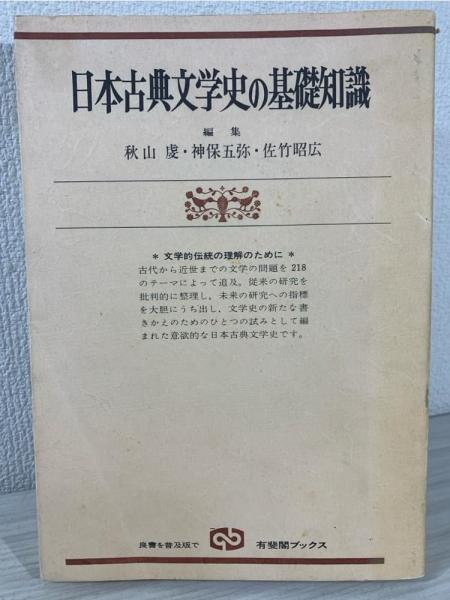 日本古典文学史の基礎知識
編集
秋山虔・神保五弥・佐竹昭広
＊文学的伝統の理解のために＊
古代から近世までの文学の問題を218
のテーマによって追及。従来の研究を
批判的に整理し、未来の研究への指標
を大胆にうち出し、文学史の新たな書
きかえのためのひとつの試みとして編
まれた意欲的な日本古典文学史です。
良書を普及版で
有斐閣ブックス